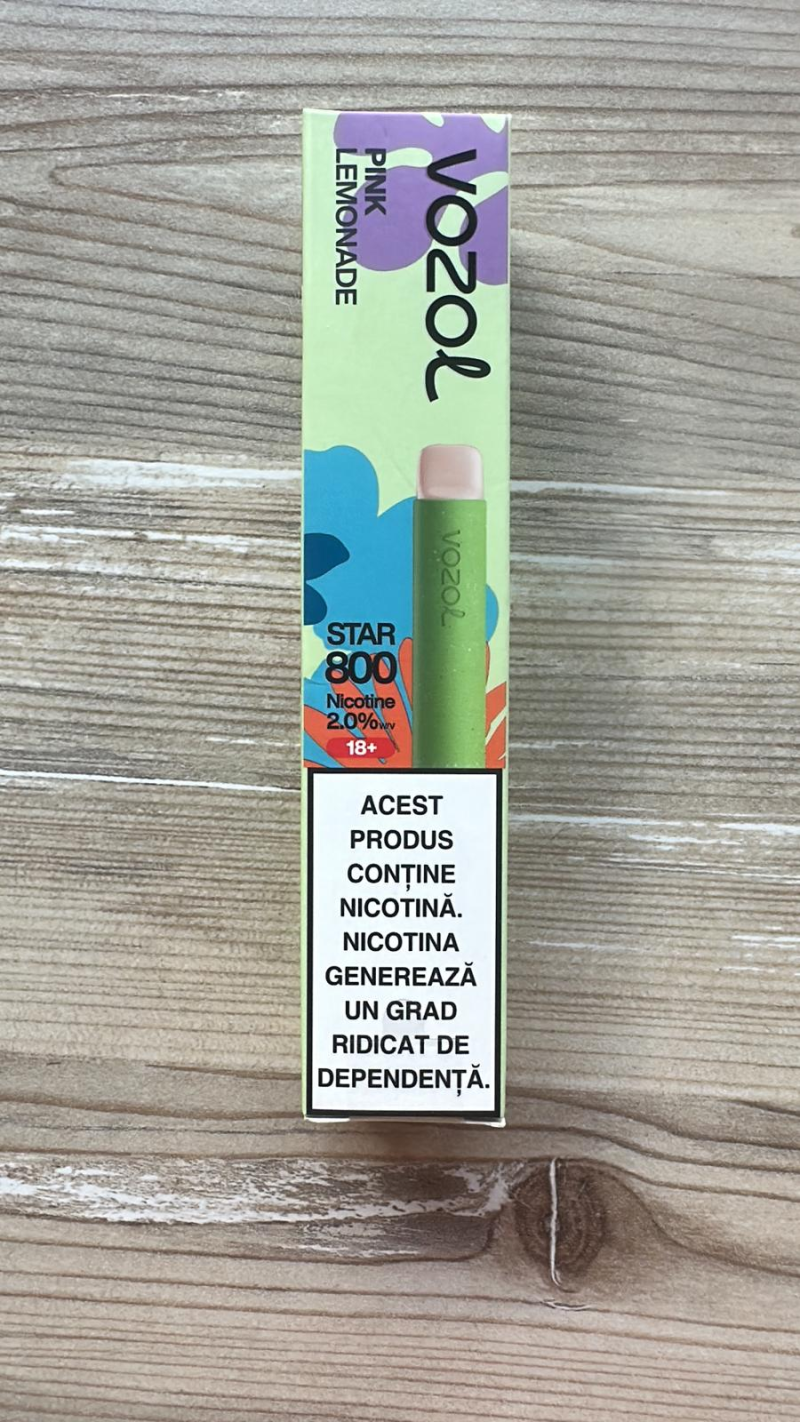 VOZOL
PINK
LEMONADE
VOZOL
STAR
800
Nicotine
2.0% w/v
18+
ACEST
PRODUS
CONȚINE
NICOTINĂ.
NICOTINA
GENEREAZĂ
UN GRAD
RIDICAT DE
DEPENDENȚĂ.